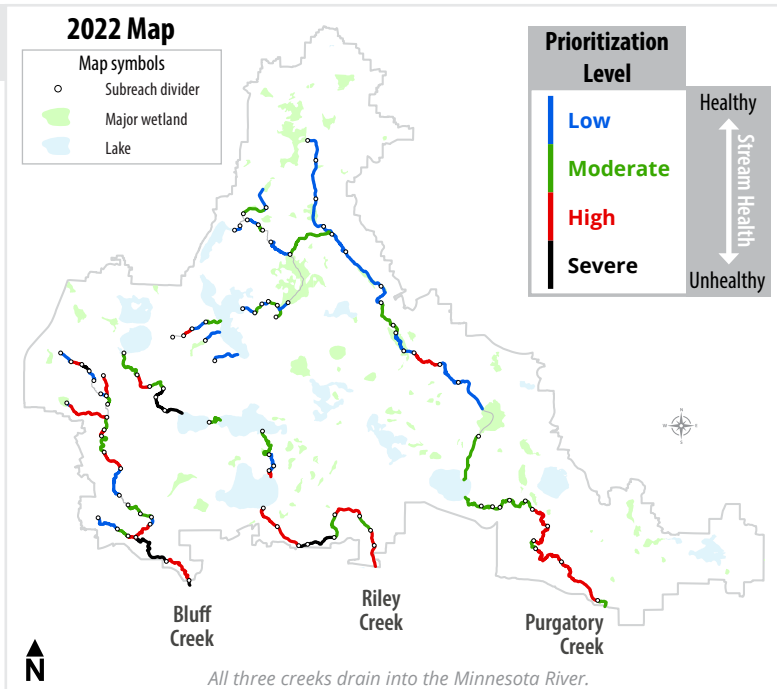 2022 Map
Map symbols
Subreach divider
Major wetland
Lake
Prioritization
Level
Low
Moderate
High
Severe
Healthy
Stream Health
Unhealthy
Bluff
Creek
Riley
Creek
Purgatory
Creek
N
All three creeks drain into the Minnesota River.